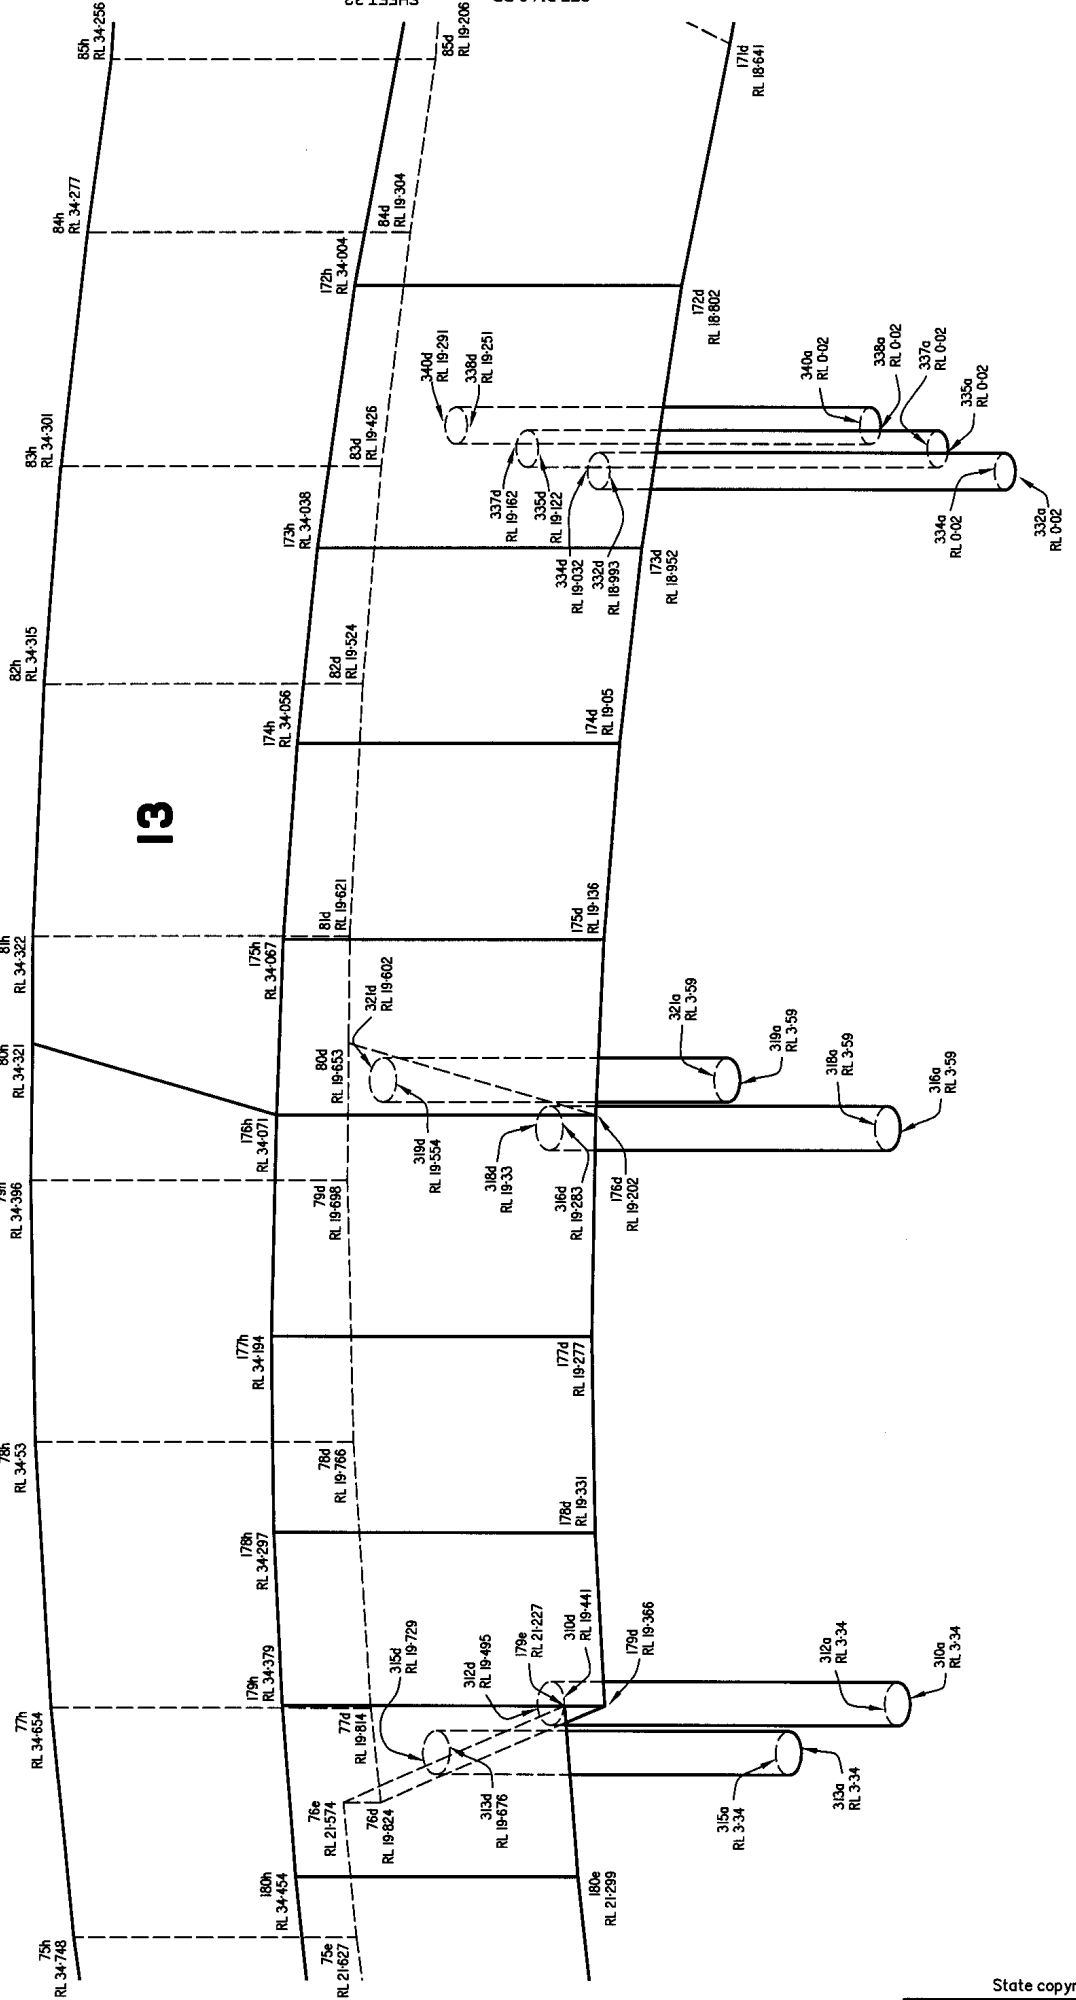 75h
RL 34·748
77h
RL 34·654
78h
RL 34·53
79h
RL 34·396
80h
RL 34·321
81h
RL 34·322
82h
RL 34·315
83h
RL 34·301
84h
RL 34·277
85h
RL 34·256
SHEET
13
180h
RL 34·454
179h
RL 34·379
178h
RL 34·297
177h
RL 34·194
176h
RL 34·071
175h
RL 34·067
174h
RL 34·056
173h
RL 34·038
172h
RL 34·004
75e
RL 21·627
76e
RL 21·574
76d
RL 19·824
77d
RL 19·814
78d
RL 19·766
79d
RL 19·698
80d
RL 19·653
81d
RL 19·621
82d
RL 19·524
83d
RL 19·426
84d
RL 19·304
85d
RL 19·206
315d
RL 19·729
313d
RL 19·676
312d
RL 19·495
179e
RL 21·227
310d
RL 19·441
179d
RL 19·366
180e
RL 21·299
178d
RL 19·331
177d
RL 19·277
321d
RL 19·602
319d
RL 19·554
318d
RL 19·33
316d
RL 19·283
176d
RL 19·202
175d
RL 19·136
174d
RL 19·05
173d
RL 18·952
172d
RL 18·802
171d
RL 18·641
340d
RL 19·291
338d
RL 19·251
337d
RL 19·162
335d
RL 19·122
334d
RL 19·032
332d
RL 18·993
315a
RL 3·34
313a
RL 3·34
312a
RL 3·34
310a
RL 3·34
321a
RL 3·59
319a
RL 3·59
318a
RL 3·59
316a
RL 3·59
340a
RL 0·02
338a
RL 0·02
337a
RL 0·02
335a
RL 0·02
334a
RL 0·02
332a
RL 0·02
State